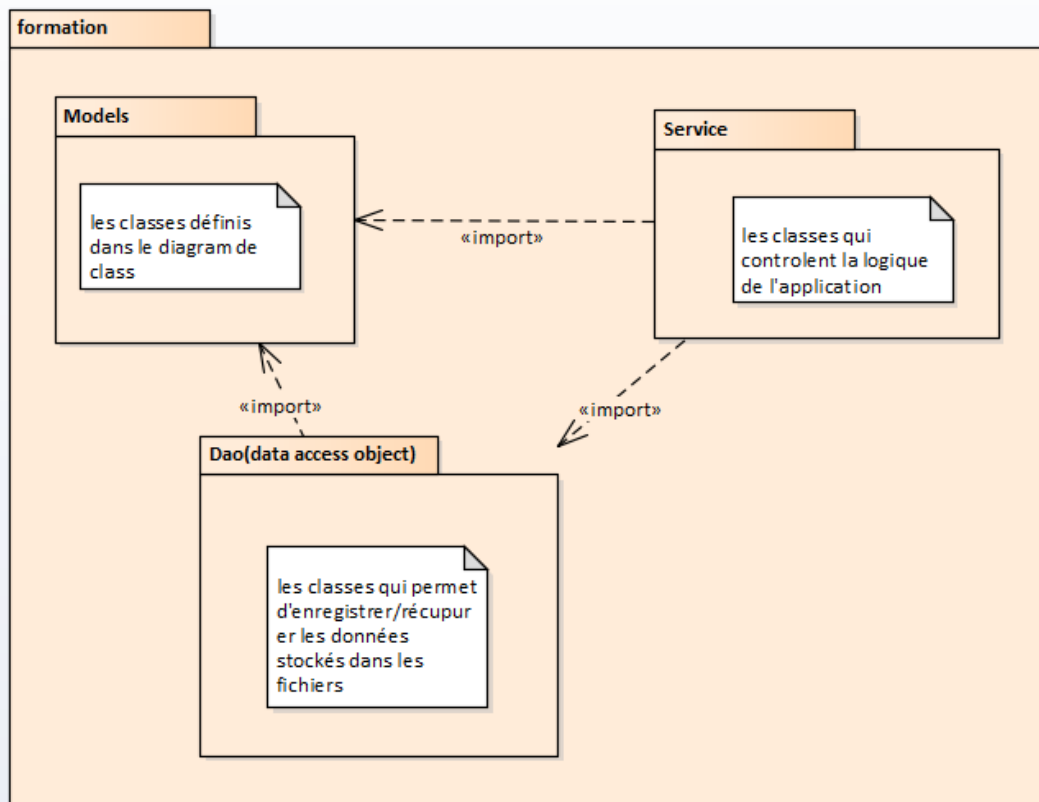 formation
Models
les classes définis
dans le diagram de
class
Service
les classes qui
controlent la logique
de l'application
«import»
«import»
«import»
Dao(data access object)
les classes qui permet
d'enregistrer/récupur
er les données
stockés dans les
fichiers